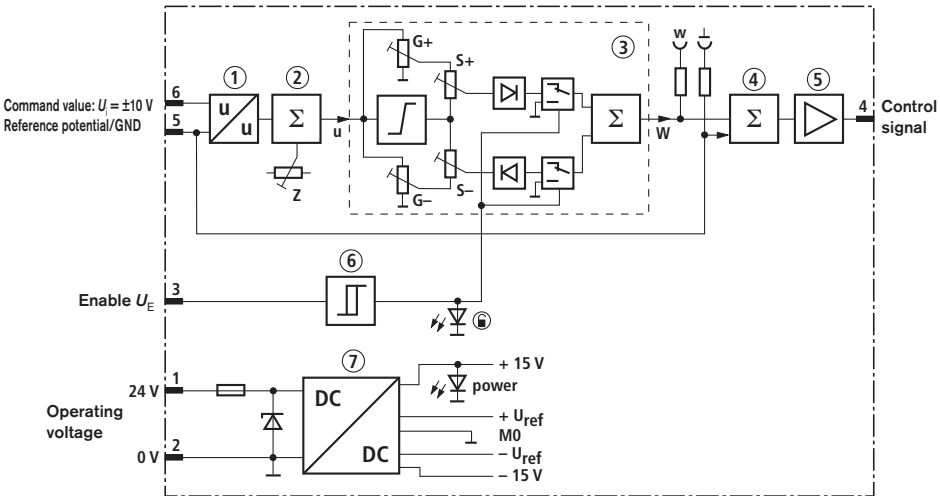 Command value: Ui = ±10 V
Reference potential/GND
6
5
1
u
u
2
Σ
Z
u
G+
S+
G−
S−
3
Σ
W
w
⊥
4
Σ
5
4
Control
signal
Enable UE
3
6
7
Operating
voltage
24 V
1
0 V
2
DC
DC
+ 15 V
power
+ Uref
M0
− Uref
− 15 V